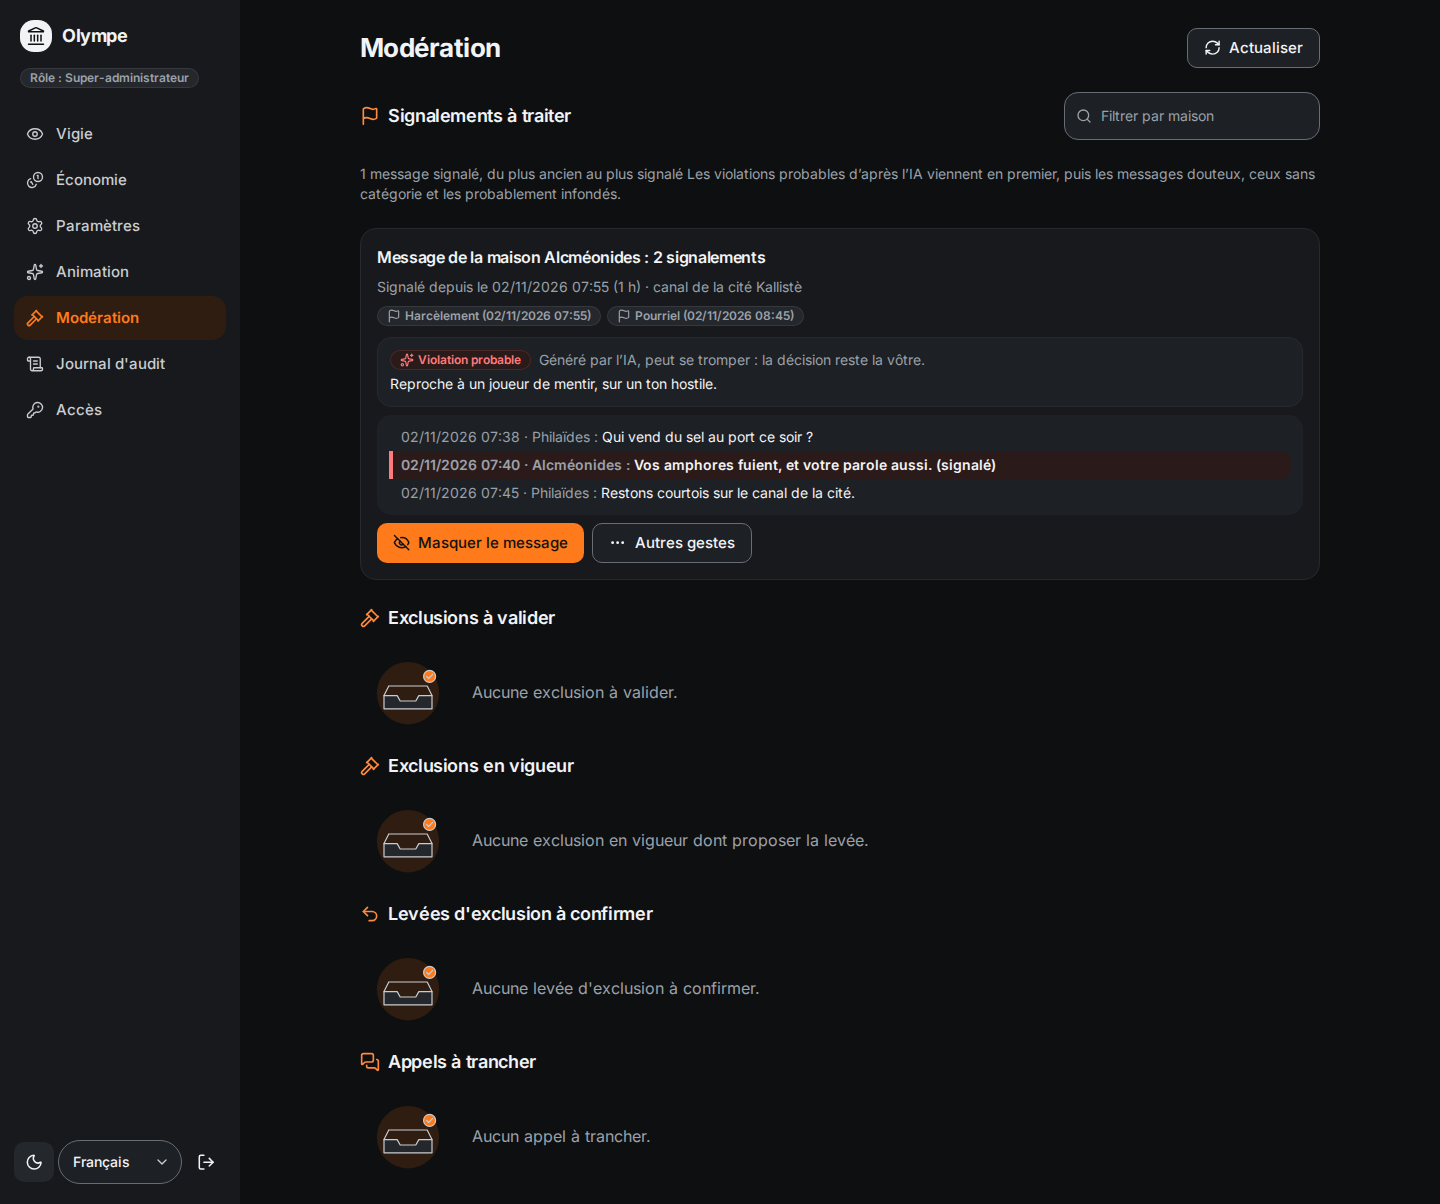 Olympe
Rôle : Super-administrateur
Vigie
Économie
Paramètres
Animation
Modération
Journal d'audit
Accès
Français
Modération
Actualiser
Signalements à traiter
Filtrer par maison
1 message signalé, du plus ancien au plus signalé Les violations probables d’après l’IA viennent en premier, puis les messages douteux, ceux sans
catégorie et les probablement infondés.
Message de la maison Alcméonides : 2 signalements
Signalé depuis le 02/11/2026 07:55 (1 h) · canal de la cité Kallistè
Harcèlement (02/11/2026 07:55)
Pourriel (02/11/2026 08:45)
Violation probable
Généré par l’IA, peut se tromper : la décision reste la vôtre.
Reproche à un joueur de mentir, sur un ton hostile.
02/11/2026 07:38 · Philaïdes : Qui vend du sel au port ce soir ?
02/11/2026 07:40 · Alcméonides : Vos amphores fuient, et votre parole aussi. (signalé)
02/11/2026 07:45 · Philaïdes : Restons courtois sur le canal de la cité.
Masquer le message
Autres gestes
Exclusions à valider
Aucune exclusion à valider.
Exclusions en vigueur
Aucune exclusion en vigueur dont proposer la levée.
Levées d'exclusion à confirmer
Aucune levée d'exclusion à confirmer.
Appels à trancher
Aucun appel à trancher.